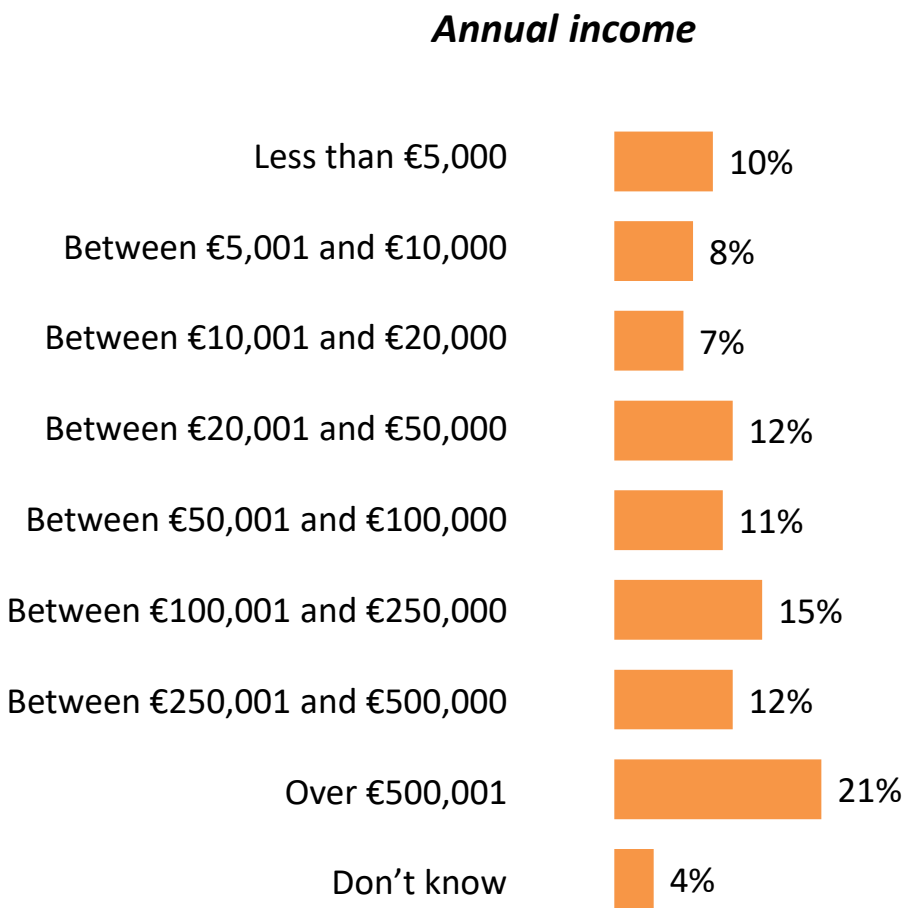 Annual income
Less than €5,000 10%
Between €5,001 and €10,000 8%
Between €10,001 and €20,000 7%
Between €20,001 and €50,000 12%
Between €50,001 and €100,000 11%
Between €100,001 and €250,000 15%
Between €250,001 and €500,000 12%
Over €500,001 21%
Don’t know 4%